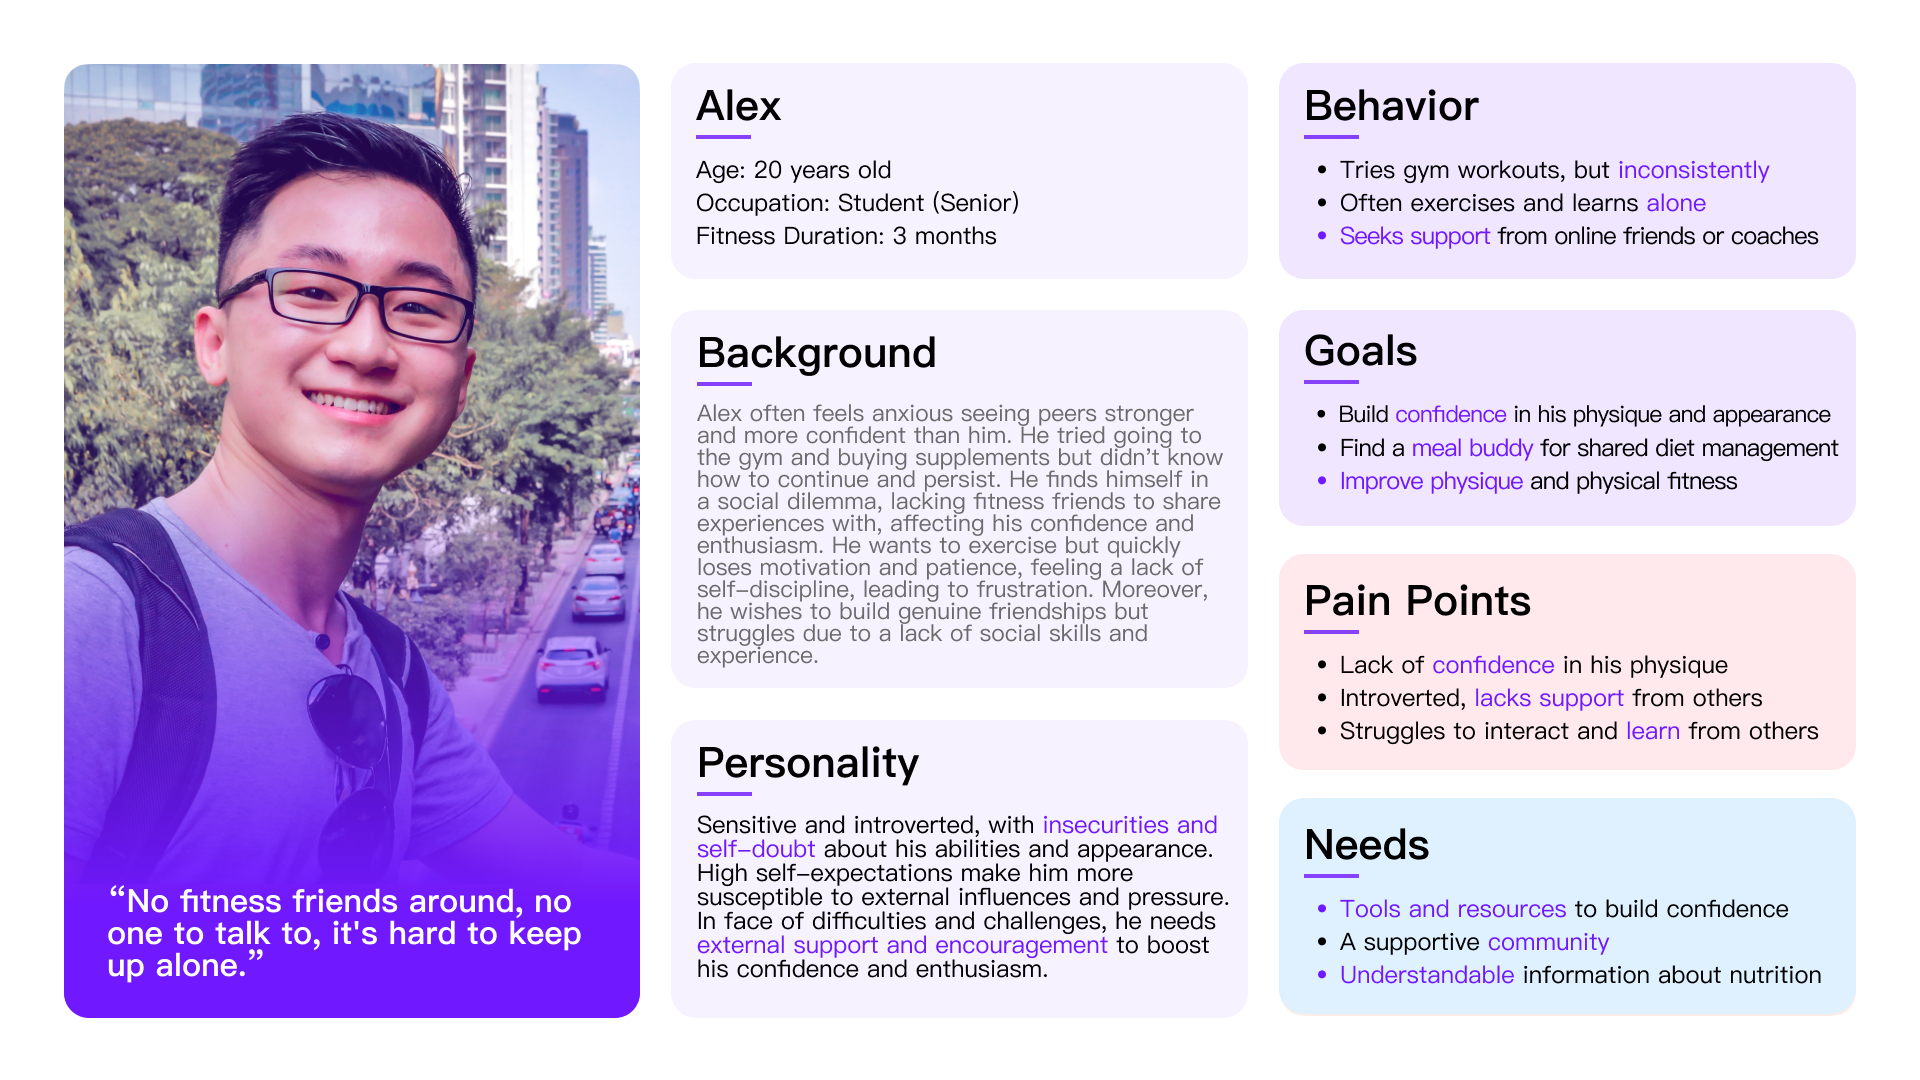 “No fitness friends around, no
one to talk to, it's hard to keep
up alone.”
Alex
Age: 20 years old
Occupation: Student (Senior)
Fitness Duration: 3 months
Background
Alex often feels anxious seeing peers stronger
and more confident than him. He tried going to
the gym and buying supplements but didn’t know
how to continue and persist. He finds himself in
a social dilemma, lacking fitness friends to share
experiences with, affecting his confidence and
enthusiasm. He wants to exercise but quickly
loses motivation and patience, feeling a lack of
self-discipline, leading to frustration. Moreover,
he wishes to build genuine friendships but
struggles due to a lack of social skills and
experience.
Personality
Sensitive and introverted, with insecurities and
self-doubt about his abilities and appearance.
High self-expectations make him more
susceptible to external influences and pressure.
In face of difficulties and challenges, he needs
external support and encouragement to boost
his confidence and enthusiasm.
Behavior
• Tries gym workouts, but inconsistently
• Often exercises and learns alone
• Seeks support from online friends or coaches
Goals
• Build confidence in his physique and appearance
• Find a meal buddy for shared diet management
• Improve physique and physical fitness
Pain Points
• Lack of confidence in his physique
• Introverted, lacks support from others
• Struggles to interact and learn from others
Needs
• Tools and resources to build confidence
• A supportive community
• Understandable information about nutrition